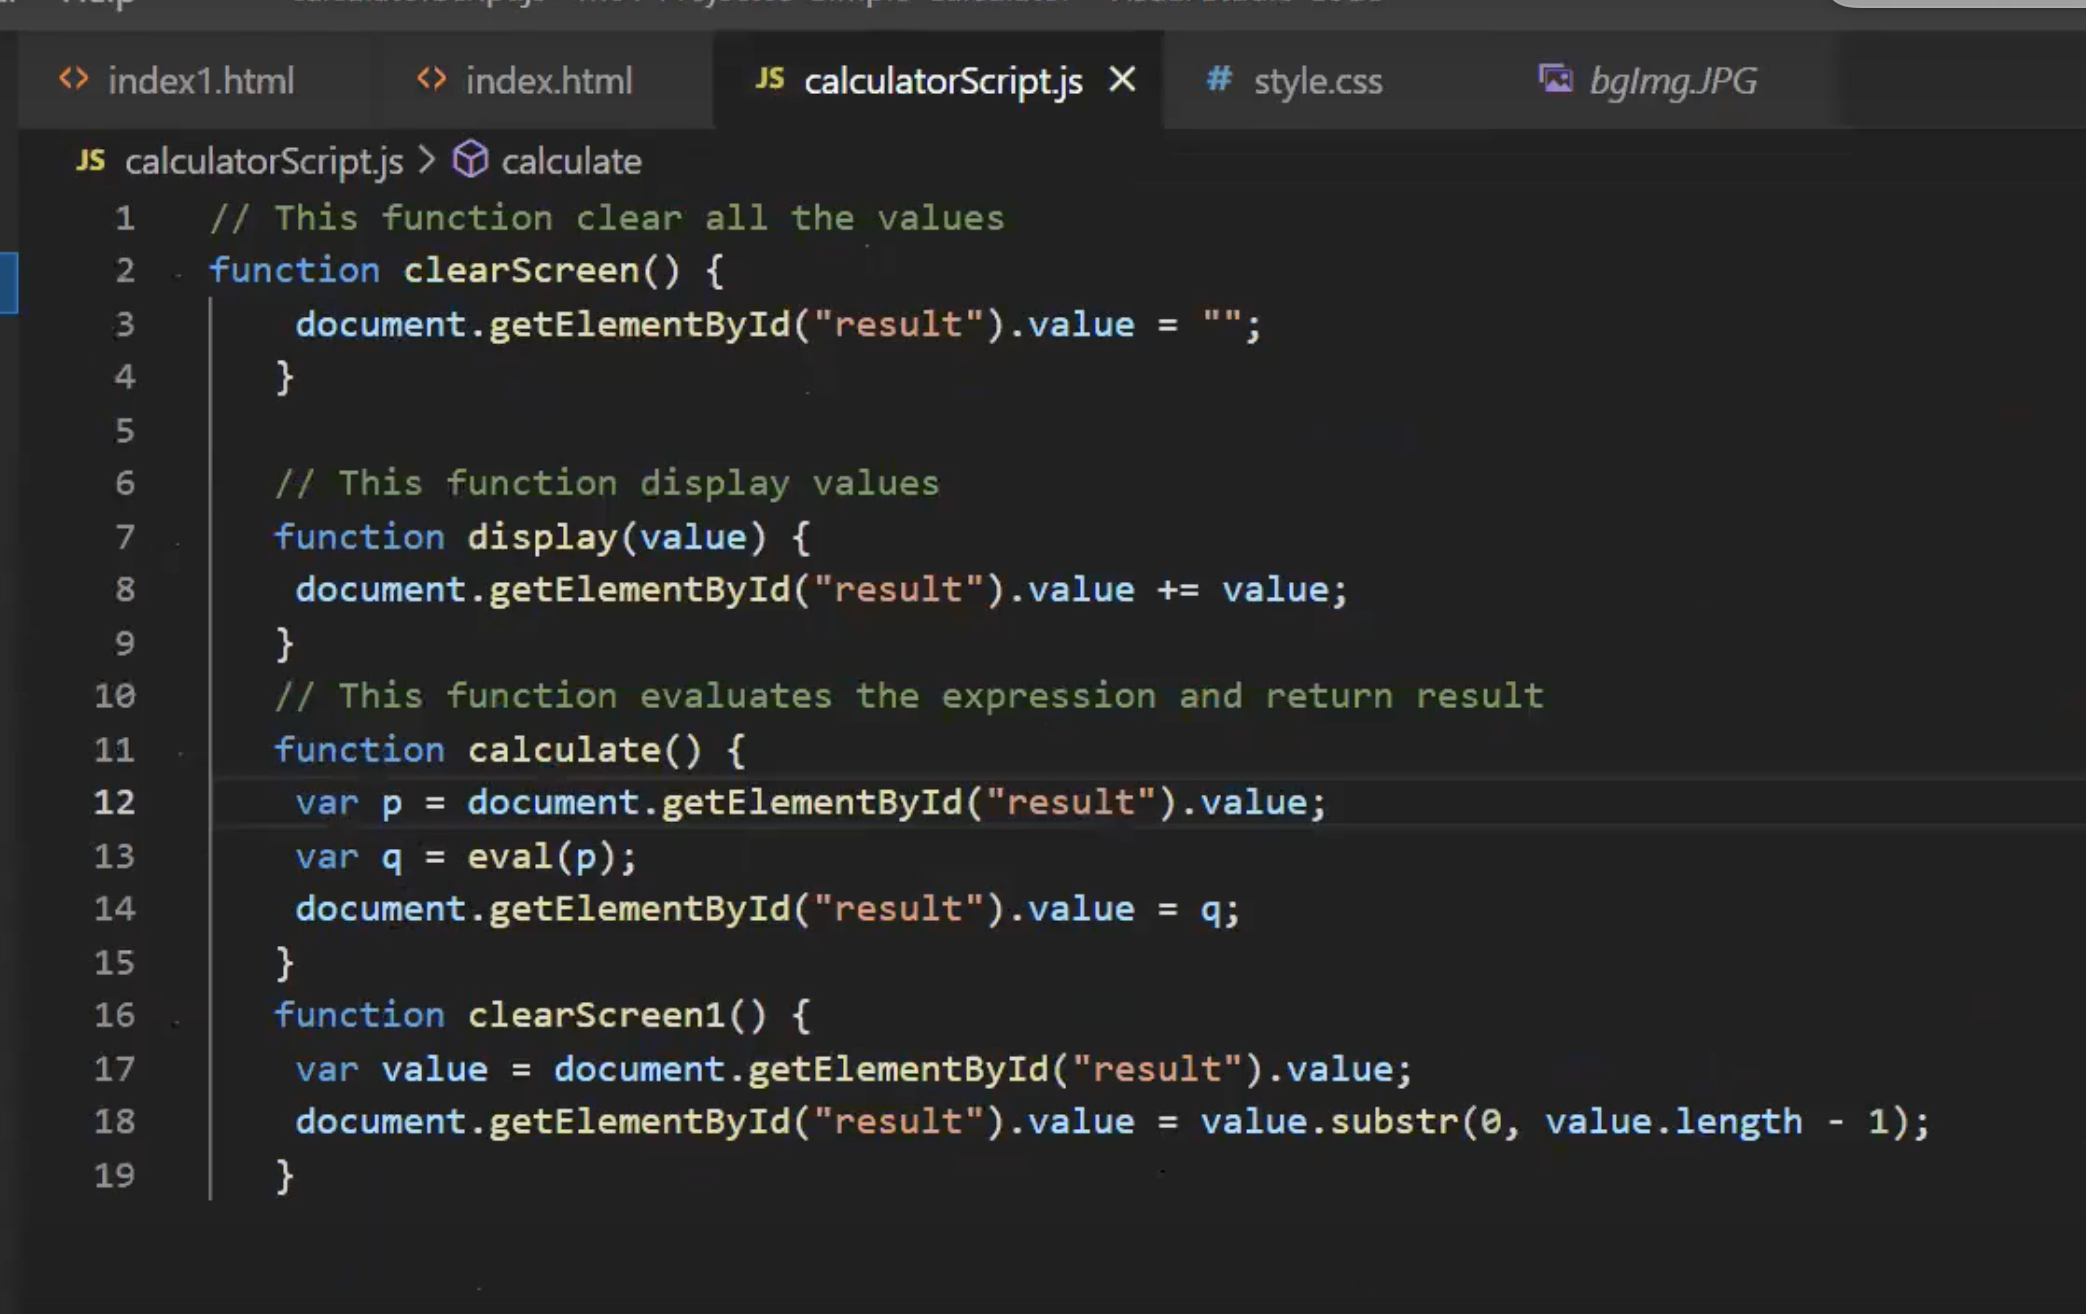 index1.html index.html JS calculatorScript.js style.css bgImg.JPG
JS calculatorScript.js > calculate
1 // This function clear all the values
2 function clearScreen() {
3 document.getElementById("result").value = "";
4 }
5
6 // This function display values
7 function display(value) {
8 document.getElementById("result").value += value;
9 }
10 // This function evaluates the expression and return result
11 function calculate() {
12 var p = document.getElementById("result").value;
13 var q = eval(p);
14 document.getElementById("result").value = q;
15 }
16 function clearScreen1() {
17 var value = document.getElementById("result").value;
18 document.getElementById("result").value = value.substr(0, value.length - 1);
19 }